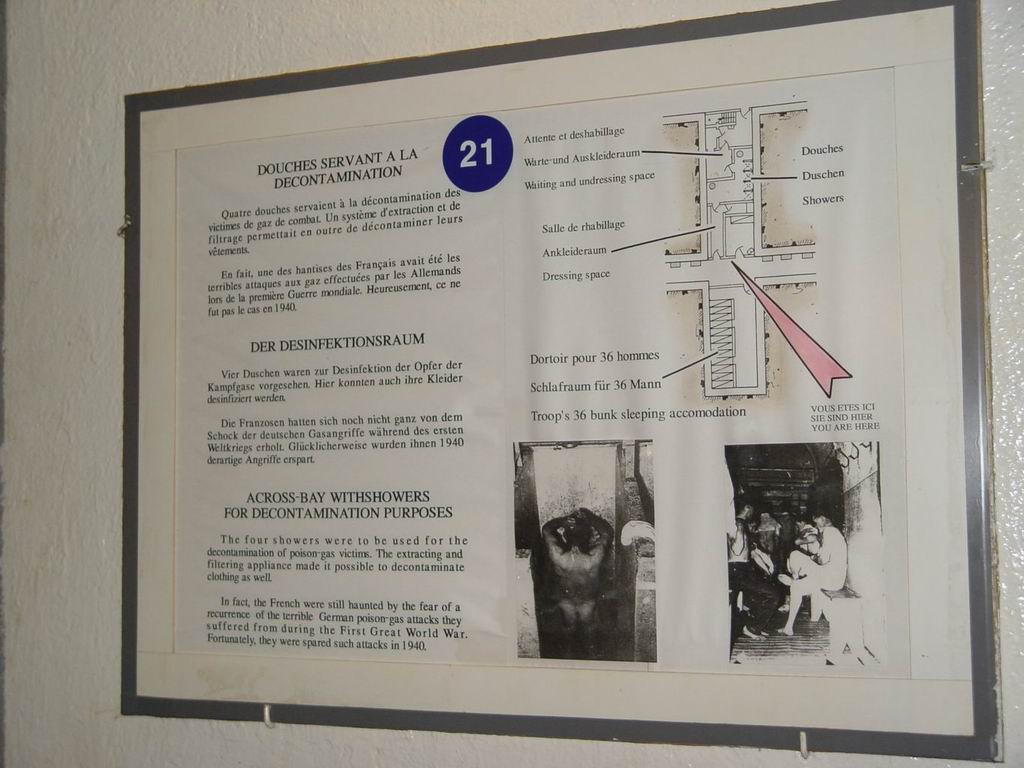 DOUCHES SERVANT A LA
DECONTAMINATION
Quatre douches servaient à la décontamination des
victimes de gaz de combat. Un système d'extraction et de
filtrage permettait en outre de décontaminer leurs
vêtements.
En fait, une des hantises des Français avait été les
terribles attaques aux gaz effectuées par les Allemands
lors de la première Guerre mondiale. Heureusement, ce ne
fut pas le cas en 1940.
DER DESINFEKTIONSRAUM
Vier Duschen waren zur Desinfektion der Opfer der
Kampfgase vorgesehen. Hier konnten auch ihre Kleider
desinfiziert werden.
Die Franzosen hatten sich noch nicht ganz von dem
Schock der deutschen Gasangriffe während des ersten
Weltkriegs erholt. Glücklicherweise wurden ihnen 1940
derartige Angriffe erspart.
ACROSS-BAY WITHSHOWERS
FOR DECONTAMINATION PURPOSES
The four showers were to be used for the
decontamination of poison-gas victims. The extracting and
filtering appliance made it possible to decontaminate
clothing as well.
In fact, the French were still haunted by the fear of a
recurrence of the terrible German poison-gas attacks they
suffered from during the First Great World War.
Fortunately, they were spared such attacks in 1940.
21
Attente et deshabillage
Warte-und Auskleideraum
Waiting and undressing space
Douches
Duschen
Showers
Salle de rhabillage
Ankleideraum
Dressing space
Dortoir pour 36 hommes
Schlafraum für 36 Mann
Troop's 36 bunk sleeping accomodation
VOUS ETES ICI
SIE SIND HIER
YOU ARE HERE